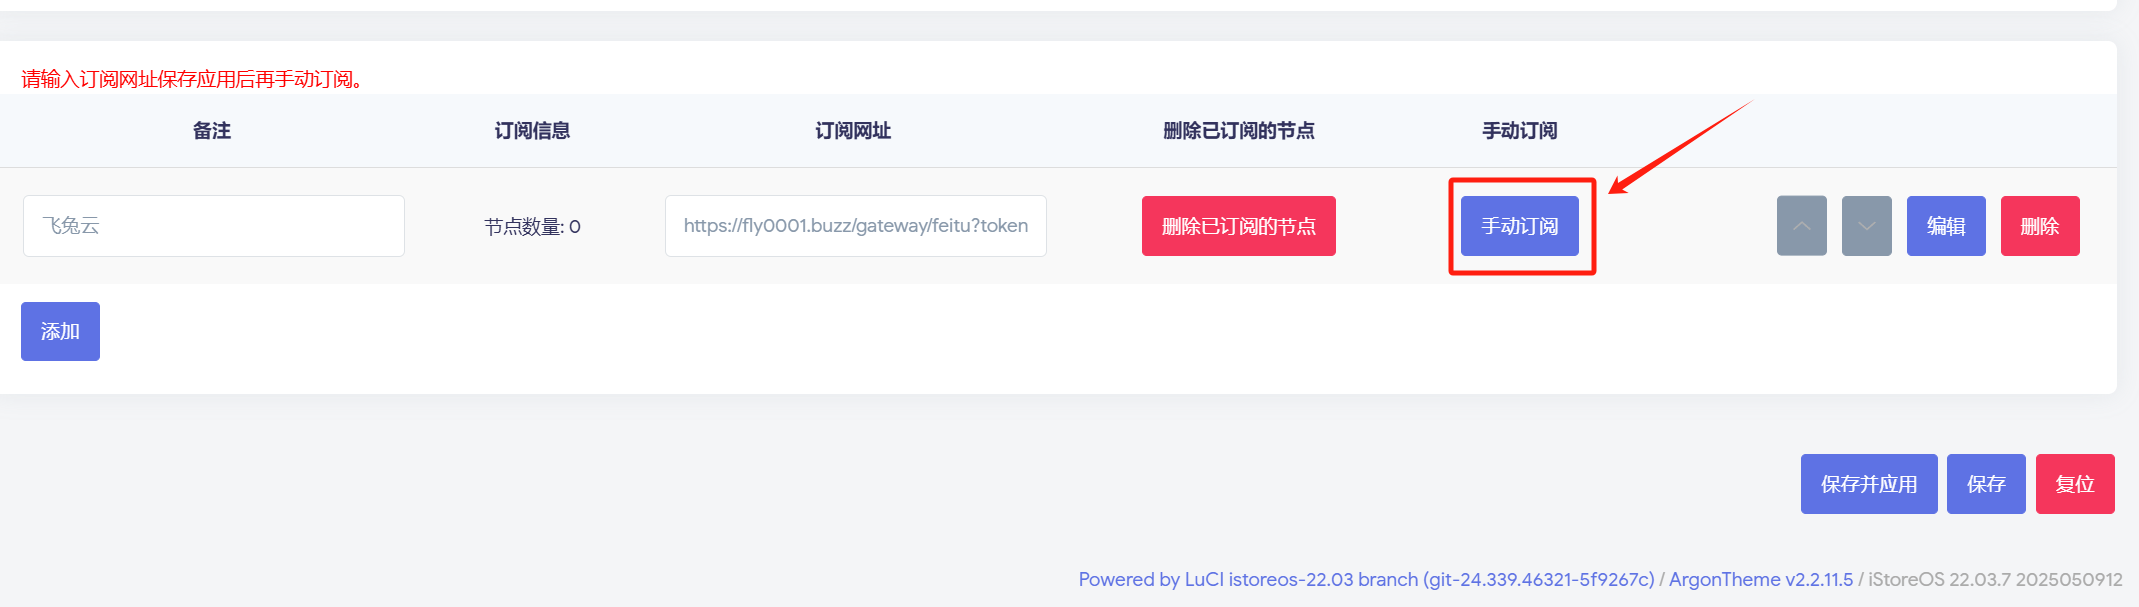 请输入订阅网址保存应用后再手动订阅。
备注 订阅信息 订阅网址 删除已订阅的节点 手动订阅
飞兔云 节点数量: 0 https://fly0001.buzz/gateway/feitu?token 删除已订阅的节点 手动订阅 编辑 删除
添加
保存并应用 保存 复位
Powered by LuCI istoreos-22.03 branch (git-24.339.46321-5f9267c) / ArgonTheme v2.2.11.5 / iStoreOS 22.03.7 2025050912